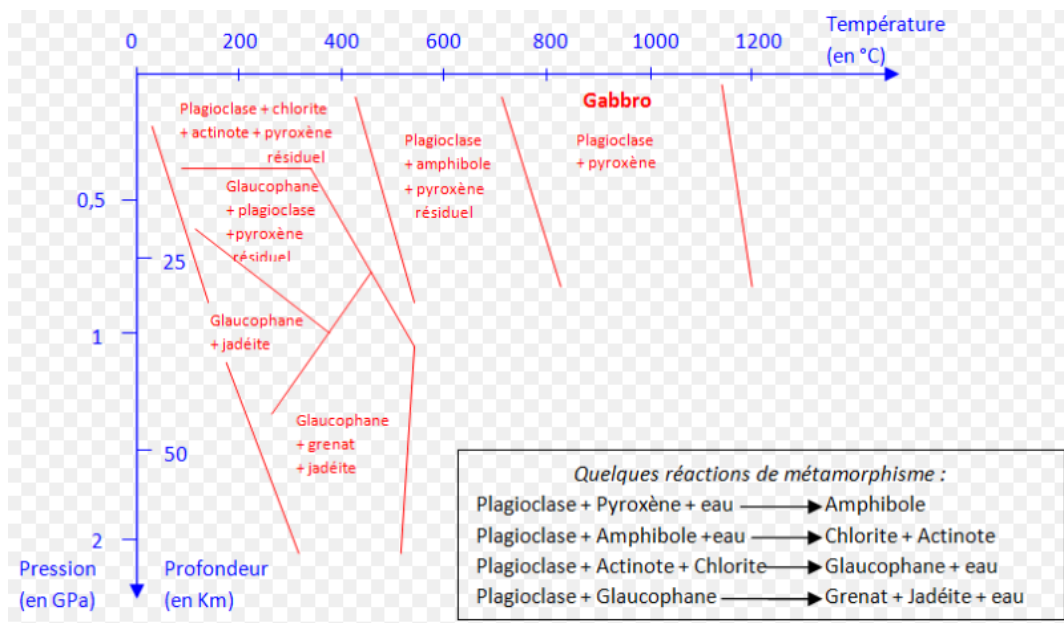 Température
(en °C)
0
200
400
600
800
1000
1200
Plagioclase + chlorite
+ actinote + pyroxène
résiduel
Plagioclase
+ amphibole
+ pyroxène
résiduel
Gabbro
Plagioclase
+ pyroxène
0,5
Glaucophane
+ plagioclase
+pyroxène
résiduel
25
1
Glaucophane
+ jadéite
Glaucophane
+ grenat
+ jadéite
50
2
Pression
(en GPa)
Profondeur
(en Km)
Quelques réactions de métamorphisme :
Plagioclase + Pyroxène + eau Amphibole
Plagioclase + Amphibole +eau Chlorite + Actinote
Plagioclase + Actinote + Chlorite Glaucophane + eau
Plagioclase + Glaucophane Grenat + Jadéite + eau